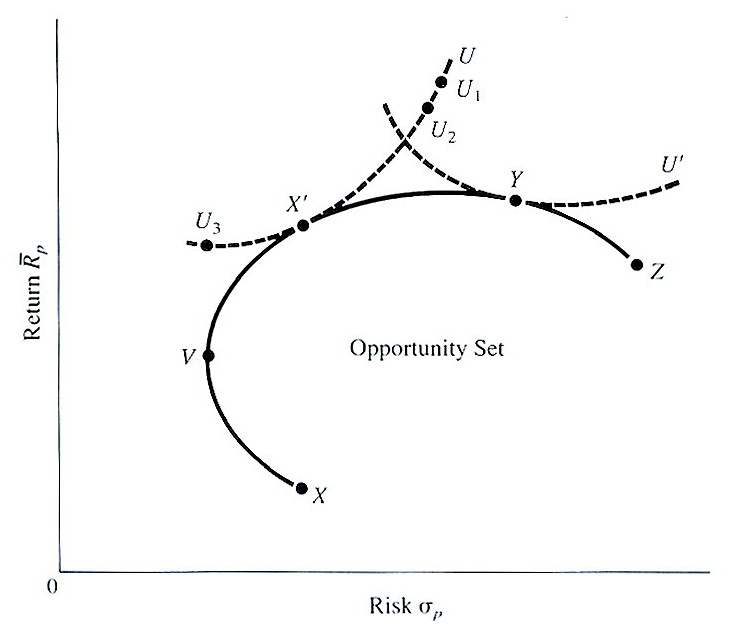 U
U₁
U₂
U′
U₃
X′
Y
Z
Return R̄ₚ
V
Opportunity Set
X
0
Risk σₚ